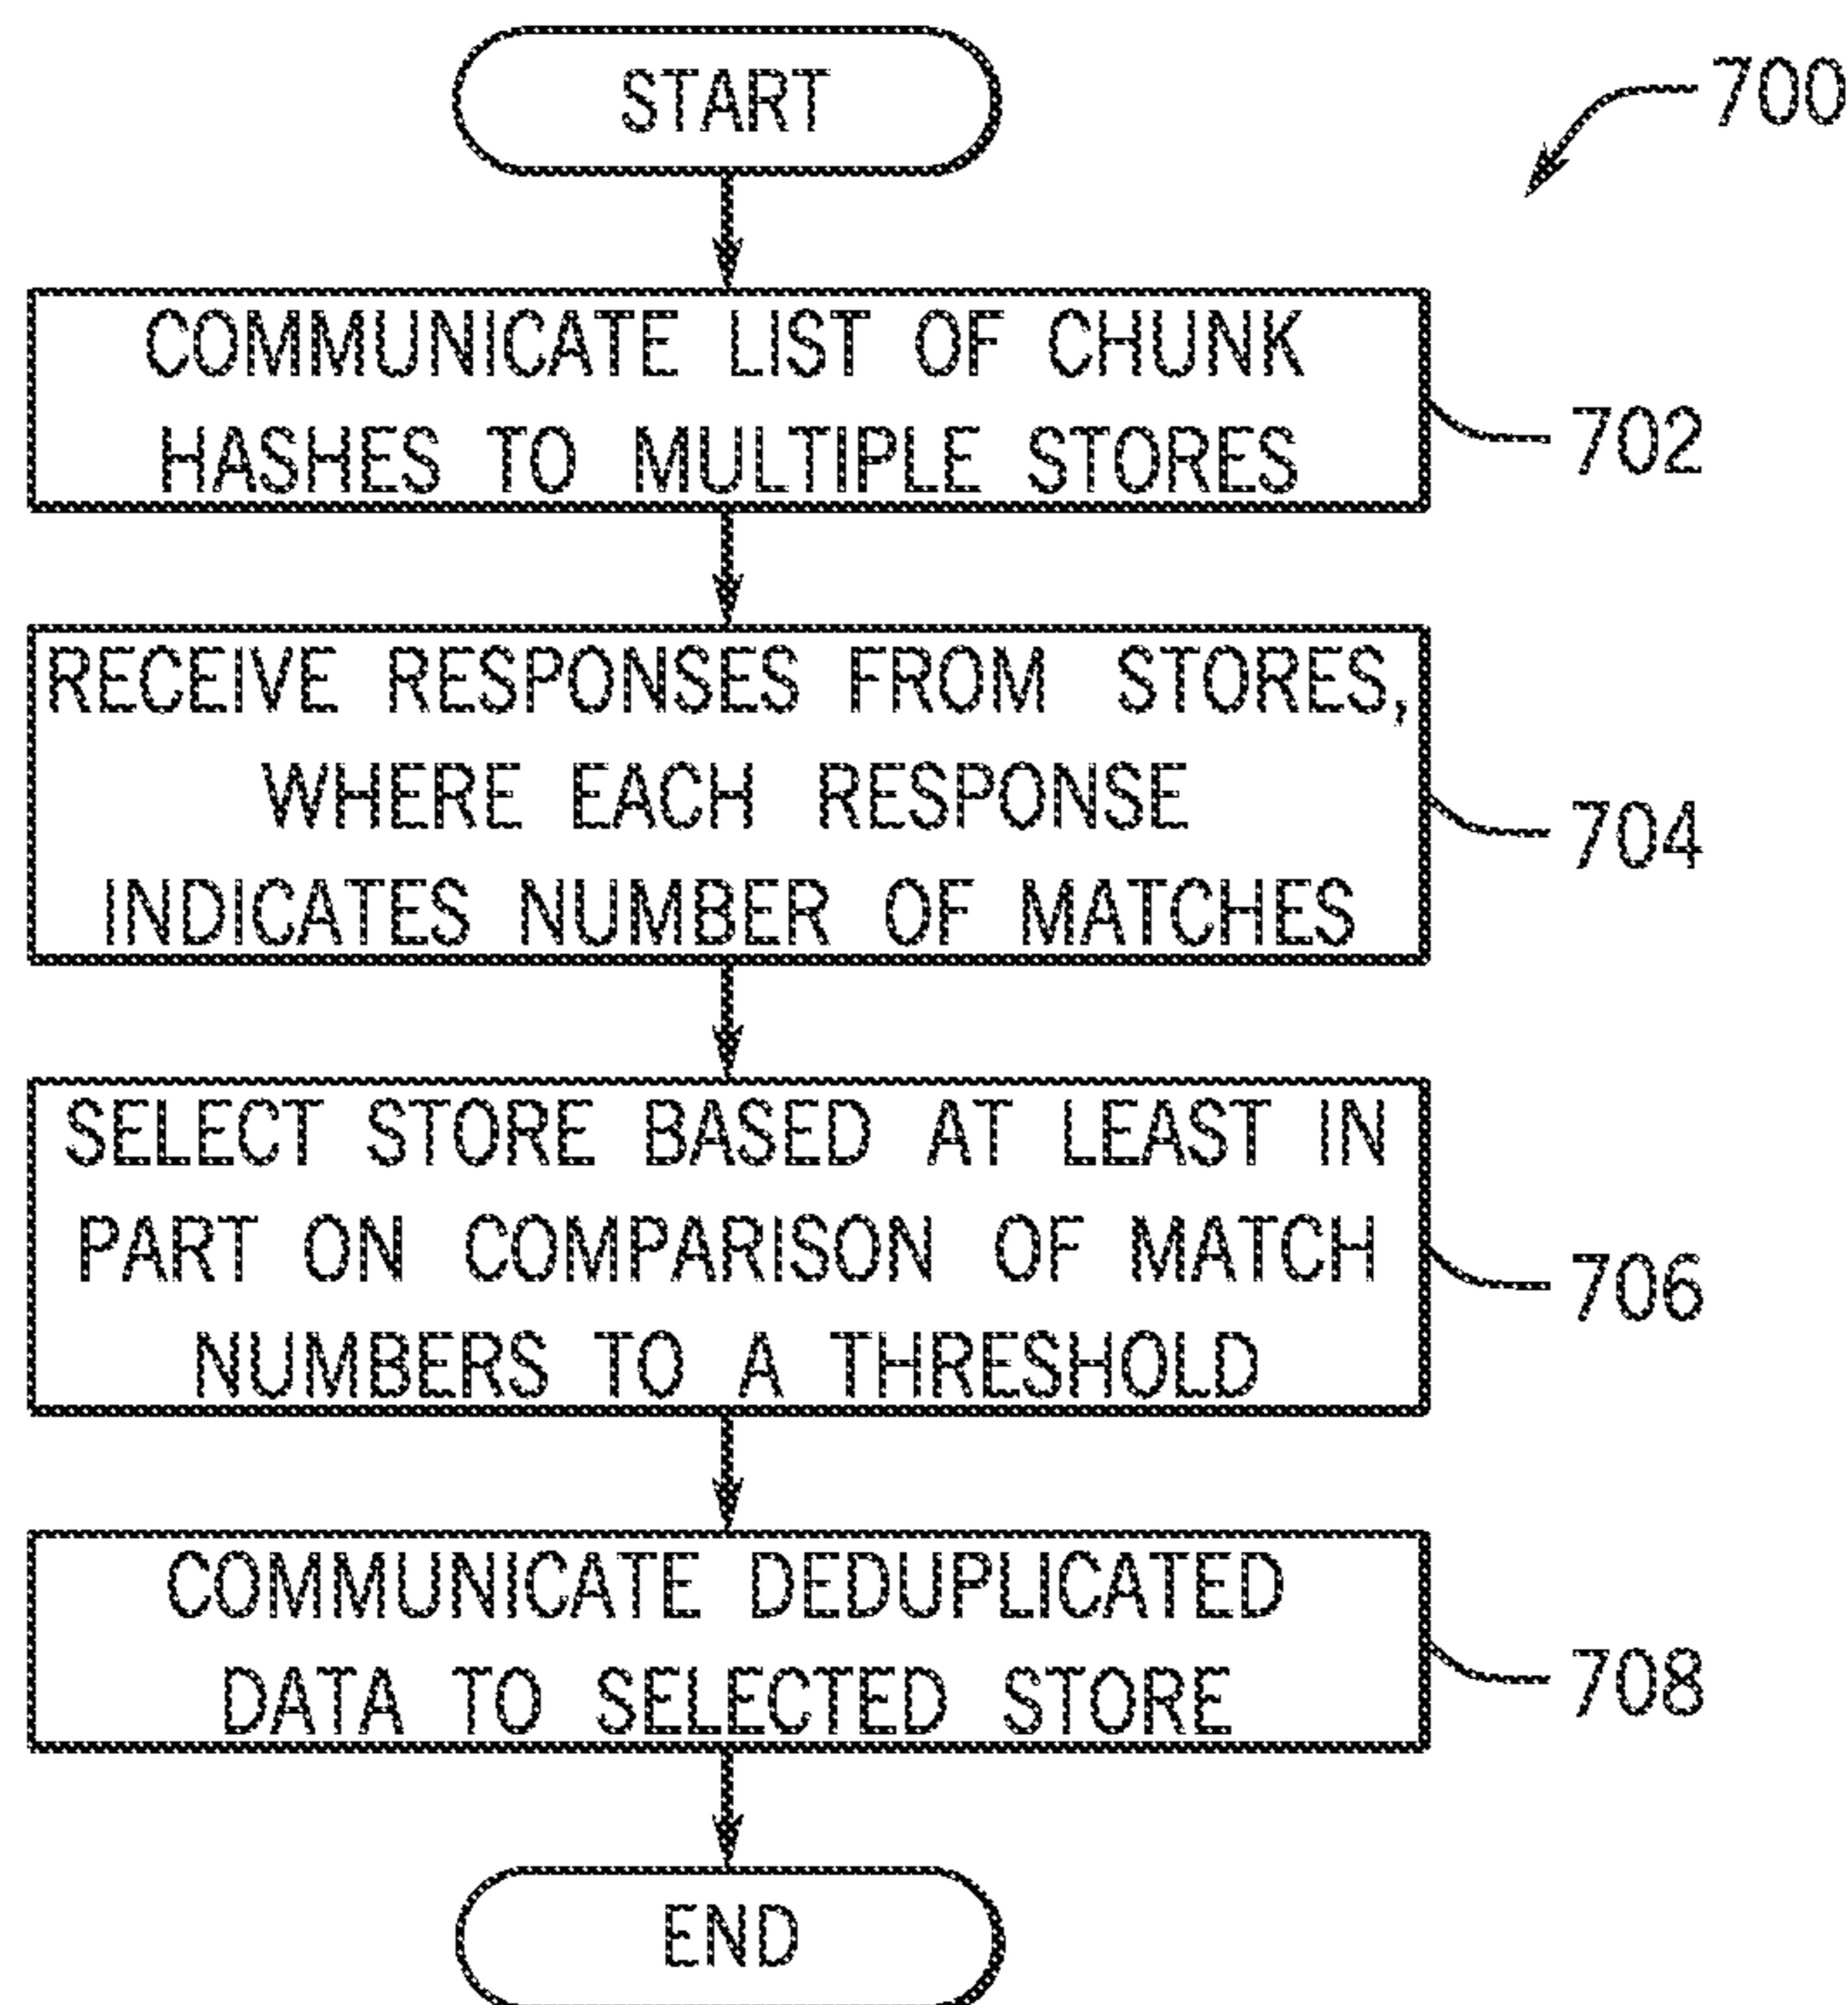 START
700
COMMUNICATE LIST OF CHUNK
HASHES TO MULTIPLE STORES
702
RECEIVE RESPONSES FROM STORES,
WHERE EACH RESPONSE
INDICATES NUMBER OF MATCHES
704
SELECT STORE BASED AT LEAST IN
PART ON COMPARISON OF MATCH
NUMBERS TO A THRESHOLD
706
COMMUNICATE DEDUPLICATED
DATA TO SELECTED STORE
708
END